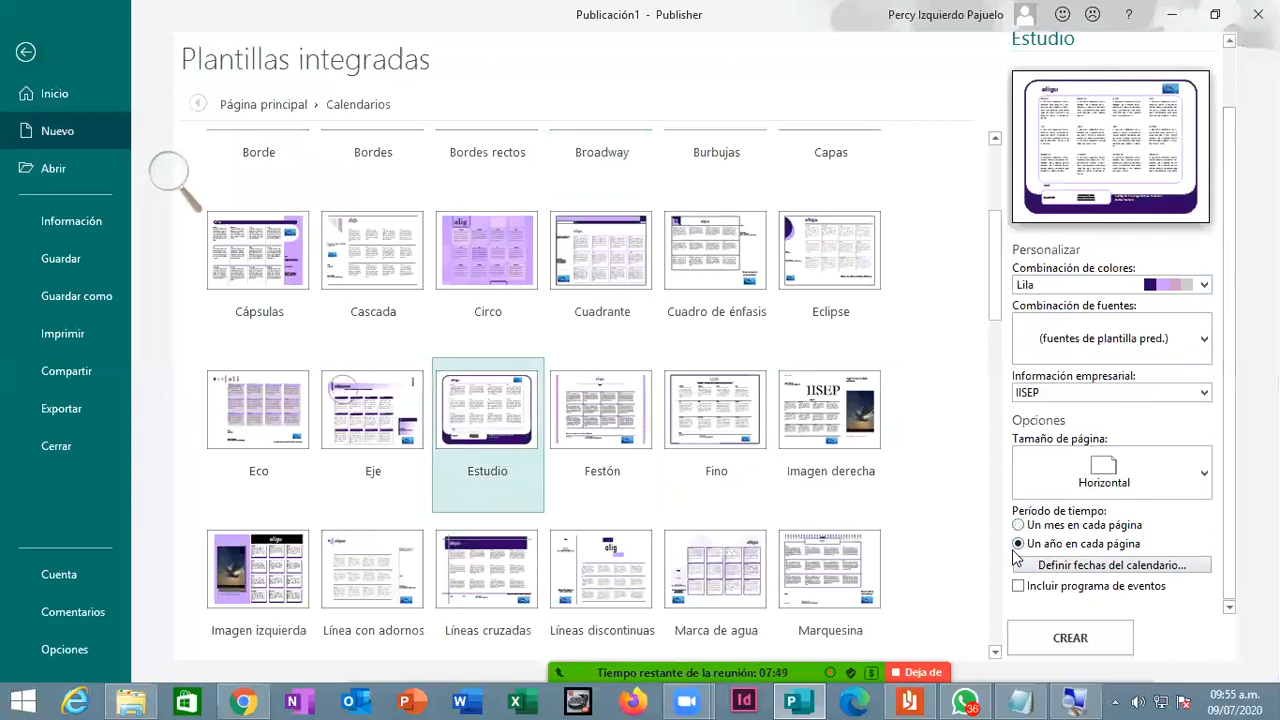 Publicación1 - Publisher
Percy Izquierdo Pajuelo
?
Inicio
Nuevo
Abrir
Información
Guardar
Guardar como
Imprimir
Compartir
Exportar
Cerrar
Cuenta
Comentarios
Opciones
Plantillas integradas
Página principal › Calendarios
Borde
Bordes
Bordes rectos
Broadway
Burbujas
Capas
Cápsulas
Cascada
Circo
Cuadrante
Cuadro de énfasis
Eclipse
Eco
Eje
Estudio
Festón
Fino
IISEP
Imagen derecha
Imagen izquierda
Línea con adornos
Líneas cruzadas
Líneas discontinuas
Marca de agua
Marquesina
Estudio
Personalizar
Combinación de colores:
Lila
Combinación de fuentes:
(fuentes de plantilla pred.)
Información empresarial:
IISEP
Opciones
Tamaño de página:
Horizontal
Período de tiempo:
Un mes en cada página
Un año en cada página
Definir fechas del calendario...
Incluir programa de eventos
CREAR
Tiempo restante de la reunión: 07:49
Deja de
36
09:55 a.m.
09/07/2020